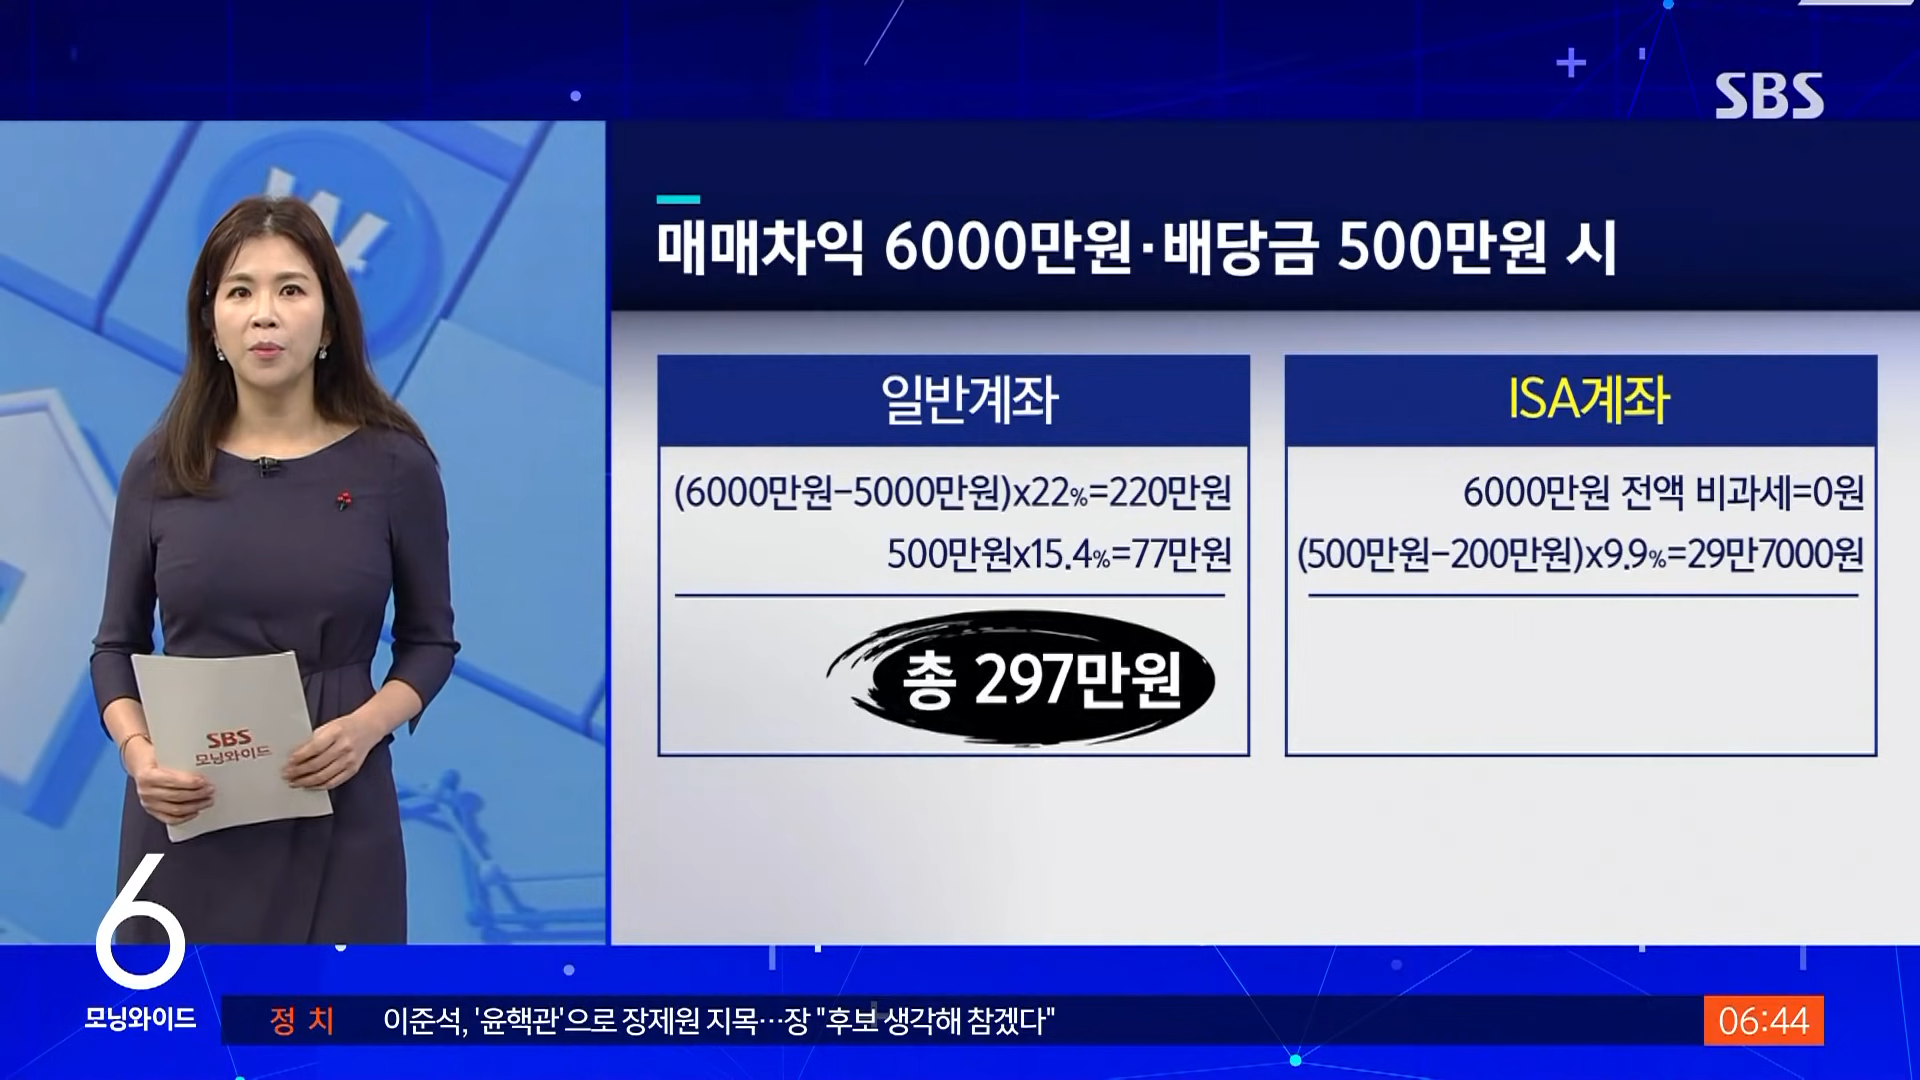 SBS
매매차익 6000만원·배당금 500만원 시
일반계좌
(6000만원-5000만원)x22%=220만원
500만원x15.4%=77만원
총 297만원
ISA계좌
6000만원 전액 비과세=0원
(500만원-200만원)x9.9%=29만7000원
SBS
모닝와이드
6
모닝와이드
정치 이준석, '윤핵관'으로 장제원 지목…장 "후보 생각해 참겠다"
06:44